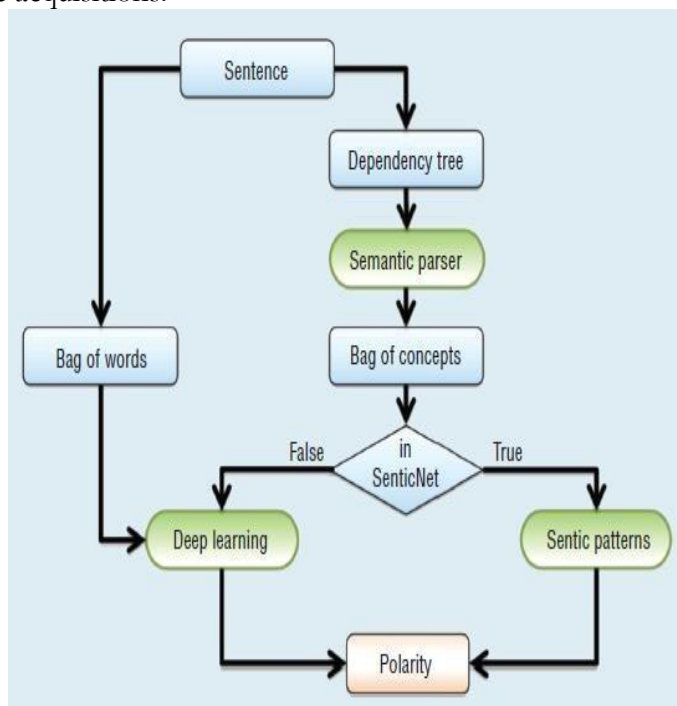 acquisitions.
Sentence
Dependency tree
Semantic parser
Bag of words
Bag of concepts
False
in
SenticNet
True
Deep learning
Sentic patterns
Polarity